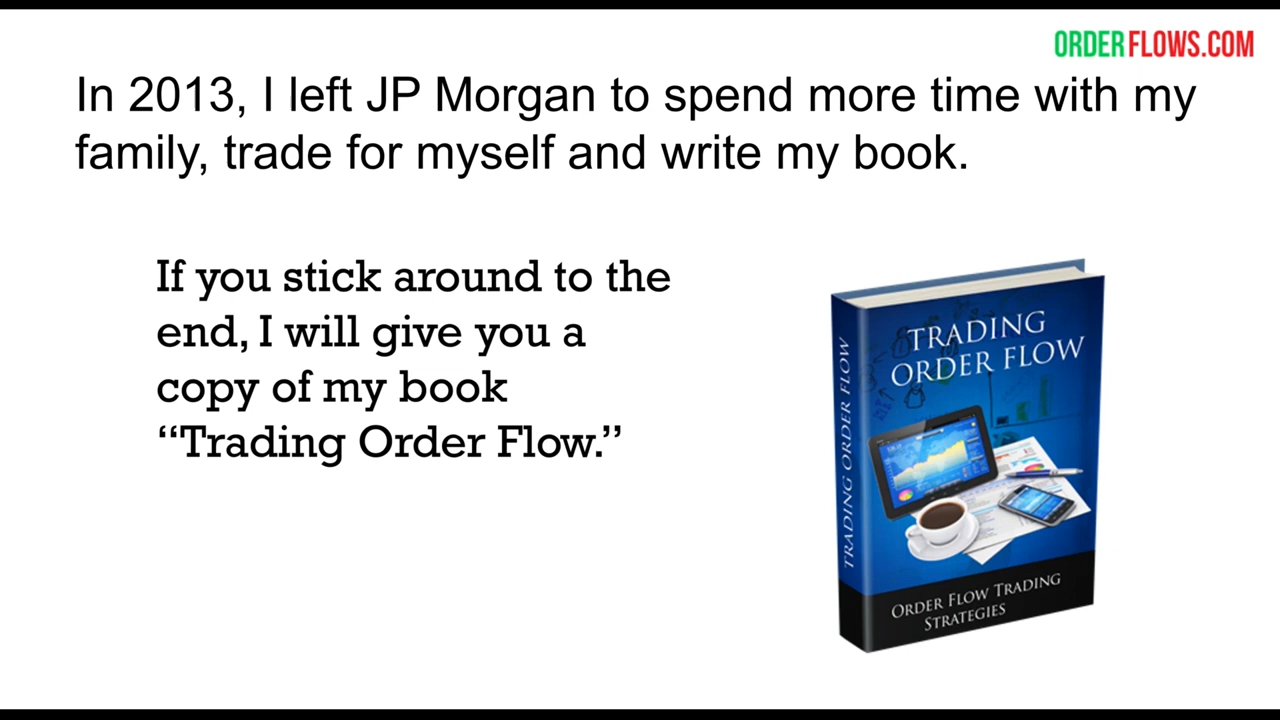 ORDERFLOWS.COM
In 2013, I left JP Morgan to spend more time with my
family, trade for myself and write my book.
If you stick around to the
end, I will give you a
copy of my book
“Trading Order Flow.”
TRADING
ORDER FLOW
TRADING ORDER FLOW
ORDER FLOW TRADING
STRATEGIES